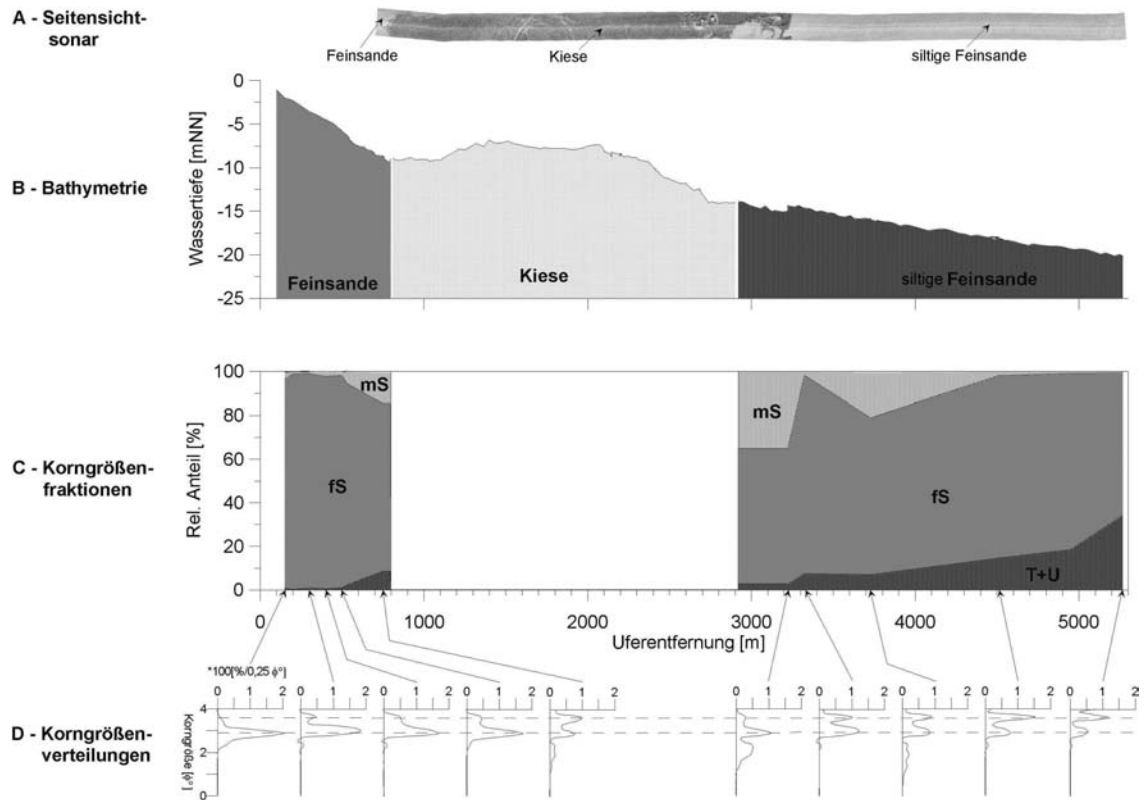 A - Seitensicht-
sonar
Feinsande
Kiese
siltige Feinsande
B - Bathymetrie
Wassertiefe [mNN]
0
-5
-10
-15
-20
-25
Feinsande
Kiese
siltige Feinsande
C - Korngrößen-
fraktionen
Rel. Anteil [%]
100
80
60
40
20
0
mS
fS
mS
fS
T+U
0 1000 2000 3000 4000 5000
Uferentfernung [m]
*100[%/0,25 ϕ°]
0 1 2 0 1 2 0 1 2 0 1 2 0 1 2 0 1 2 0 1 2 0 1 2 0 1 2 0 1 2
D - Korngrößen-
verteilungen
Korngröße [ϕ°]
4
3
2
1
0